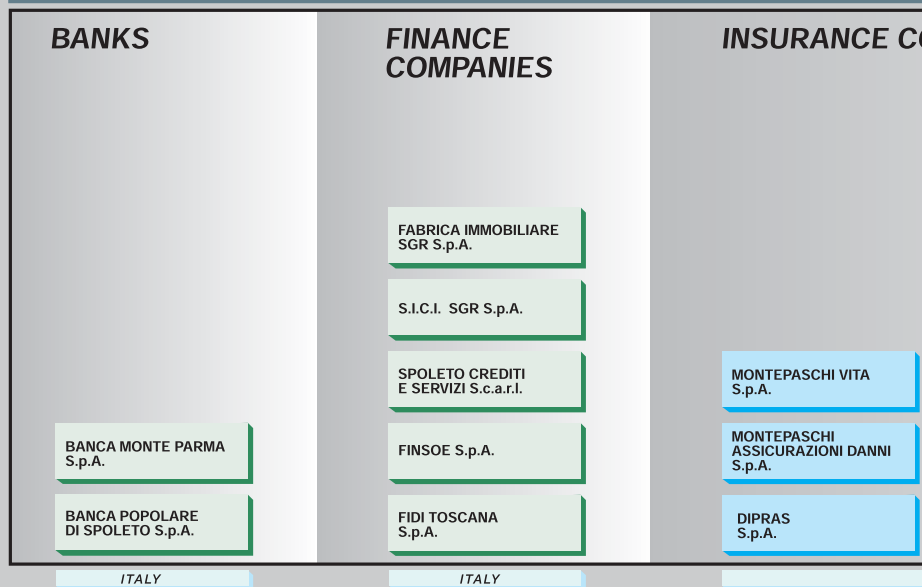 BANKS
BANCA MONTE PARMA
S.p.A.
BANCA POPOLARE
DI SPOLETO S.p.A.
ITALY
FINANCE
COMPANIES
FABRICA IMMOBILIARE
SGR S.p.A.
S.I.C.I. SGR S.p.A.
SPOLETO CREDITI
E SERVIZI S.c.a.r.l.
FINSOE S.p.A.
FIDI TOSCANA
S.p.A.
ITALY
INSURANCE
MONTEPASCHI VITA
S.p.A.
MONTEPASCHI
ASSICURAZIONI DANNI
S.p.A.
DIPRAS
S.p.A.